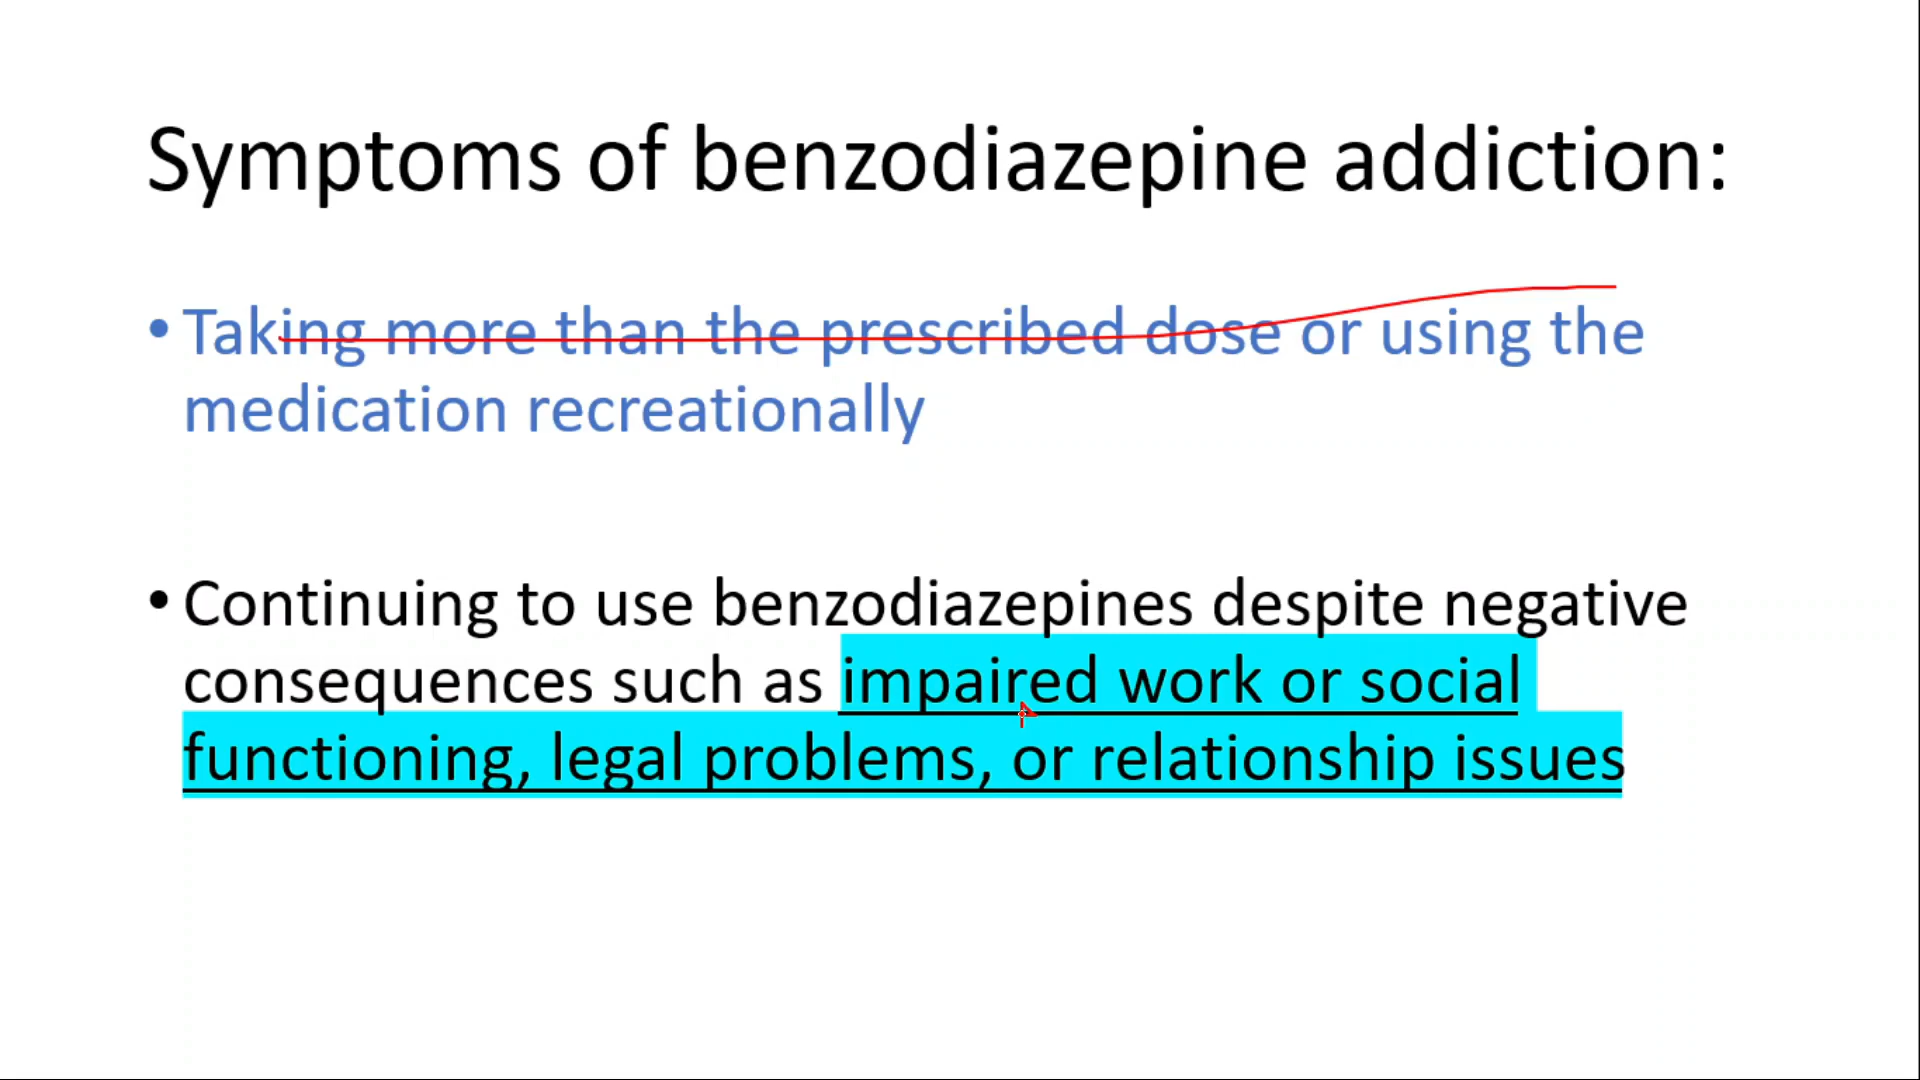 Symptoms of benzodiazepine addiction:
• Taking more than the prescribed dose or using the
medication recreationally
• Continuing to use benzodiazepines despite negative
consequences such as impaired work or social
functioning, legal problems, or relationship issues